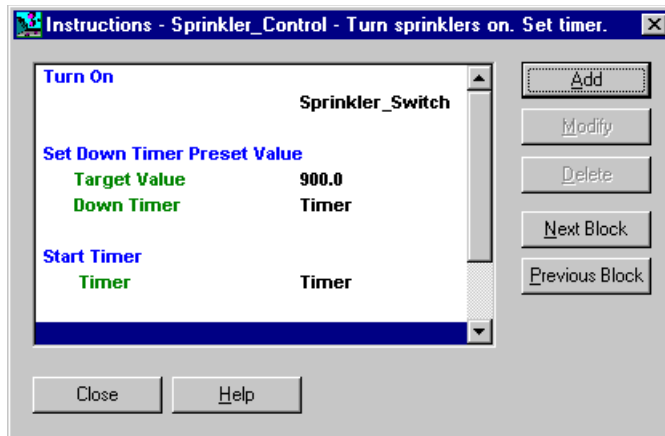 Instructions - Sprinkler_Control - Turn sprinklers on. Set timer.
Turn On
Sprinkler_Switch
Set Down Timer Preset Value
Target Value 900.0
Down Timer Timer
Start Timer
Timer Timer
Add
Modify
Delete
Next Block
Previous Block
Close
Help